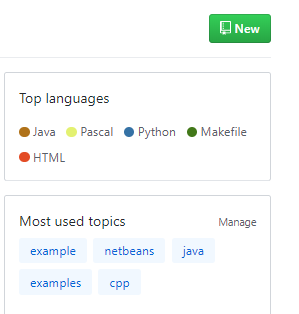 New
Top languages
Java Pascal Python Makefile
HTML
Most used topics Manage
example netbeans java
examples cpp